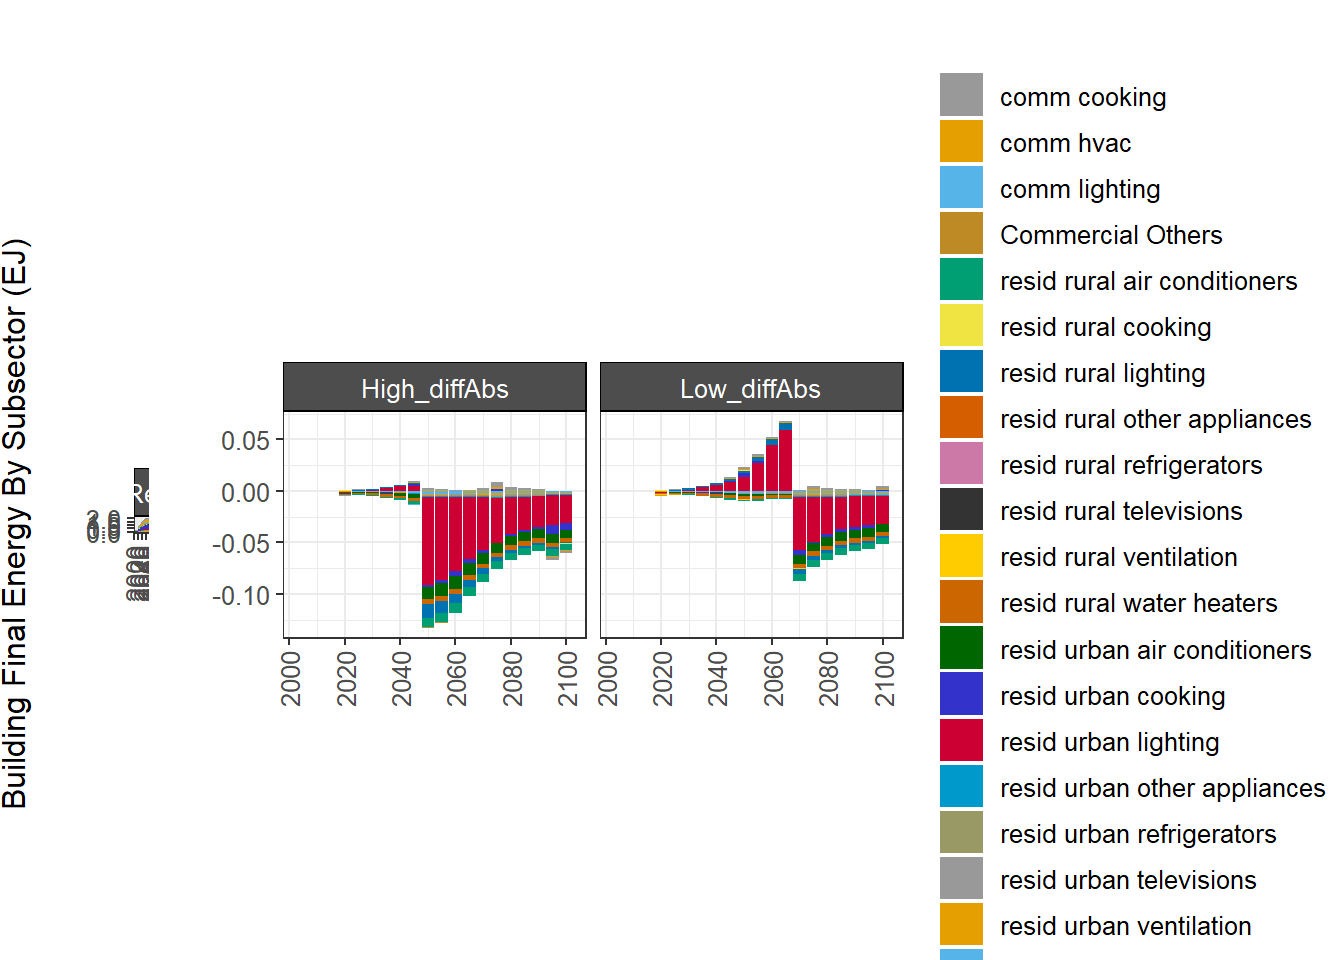 Building Final Energy By Subsector (EJ)
Re
High_diffAbs
Low_diffAbs
0.05
0.00
-0.05
-0.10
2000
2020
2040
2060
2080
2100
2000
2020
2040
2060
2080
2100
comm cooking
comm hvac
comm lighting
Commercial Others
resid rural air conditioners
resid rural cooking
resid rural lighting
resid rural other appliances
resid rural refrigerators
resid rural televisions
resid rural ventilation
resid rural water heaters
resid urban air conditioners
resid urban cooking
resid urban lighting
resid urban other appliances
resid urban refrigerators
resid urban televisions
resid urban ventilation